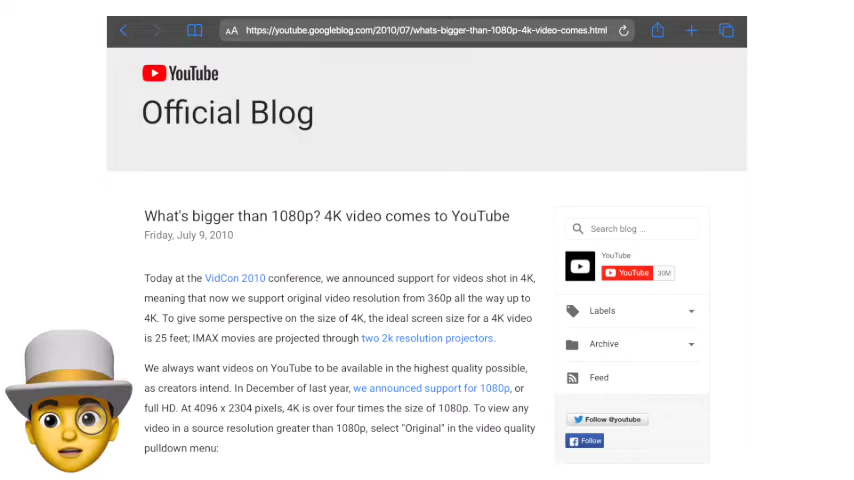 AA https://youtube.googleblog.com/2010/07/whats-bigger-than-1080p-4k-video-comes.html
YouTube
Official Blog
What's bigger than 1080p? 4K video comes to YouTube
Friday, July 9, 2010
Today at the VidCon 2010 conference, we announced support for videos shot in 4K,
meaning that now we support original video resolution from 360p all the way up to
4K. To give some perspective on the size of 4K, the ideal screen size for a 4K video
is 25 feet; IMAX movies are projected through two 2k resolution projectors.
We always want videos on YouTube to be available in the highest quality possible,
as creators intend. In December of last year, we announced support for 1080p, or
full HD. At 4096 x 2304 pixels, 4K is over four times the size of 1080p. To view any
video in a source resolution greater than 1080p, select "Original" in the video quality
pulldown menu:
Search blog ...
YouTube
YouTube 30M
Labels
Archive
Feed
Follow @youtube
Follow